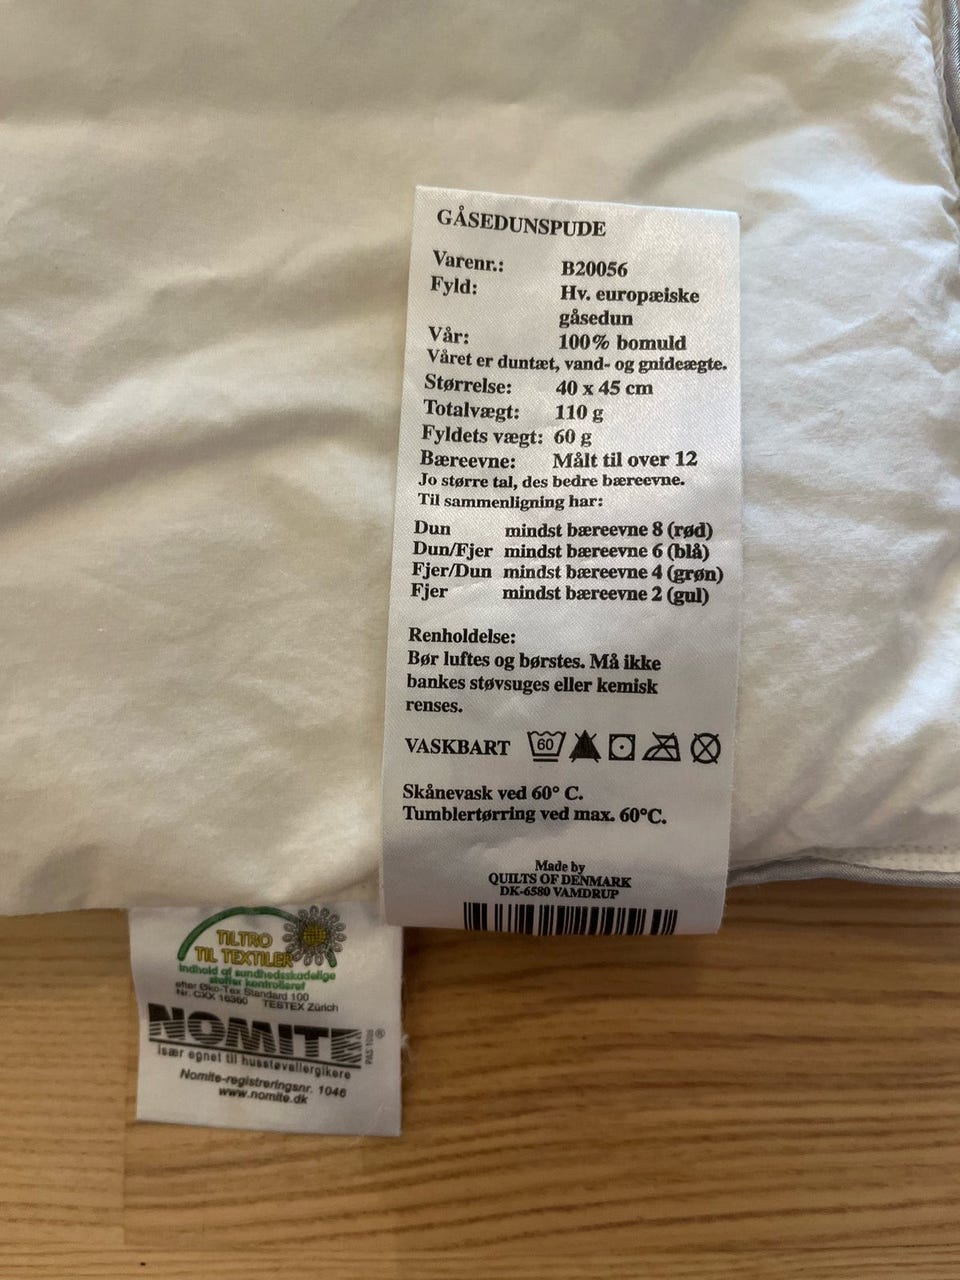 GÅSEDUNSPUDE
Varenr.: B20056
Fyld: Hv. europæiske
gåsedun
Vår: 100% bomuld
Våret er duntæt, vand- og gnideægte.
Størrelse: 40 x 45 cm
Totalvægt: 110 g
Fyldets vægt: 60 g
Bæreevne: Målt til over 12
Jo større tal, des bedre bæreevne.
Til sammenligning har:
Dun mindst bæreevne 8 (rød)
Dun/Fjer mindst bæreevne 6 (blå)
Fjer/Dun mindst bæreevne 4 (grøn)
Fjer mindst bæreevne 2 (gul)
Renholdelse:
Bør luftes og børstes. Må ikke
bankes støvsuges eller kemisk
renses.
VASKBART 60
Skånevask ved 60° C.
Tumblertørring ved max. 60°C.
Made by
QUILTS OF DENMARK
DK-6580 VAMDRUP
TILTRO
TIL TEXTILER
Indhold af sundhedsskadelige
stoffer kontrolleret
efter Øko-Tex Standard 100
Nr. CXX 16360 TESTEX Zürich
NOMITE ®
PAS 1008
Især egnet til husstøvallergikere
Nomite-registreringsnr. 1046
www.nomite.dk